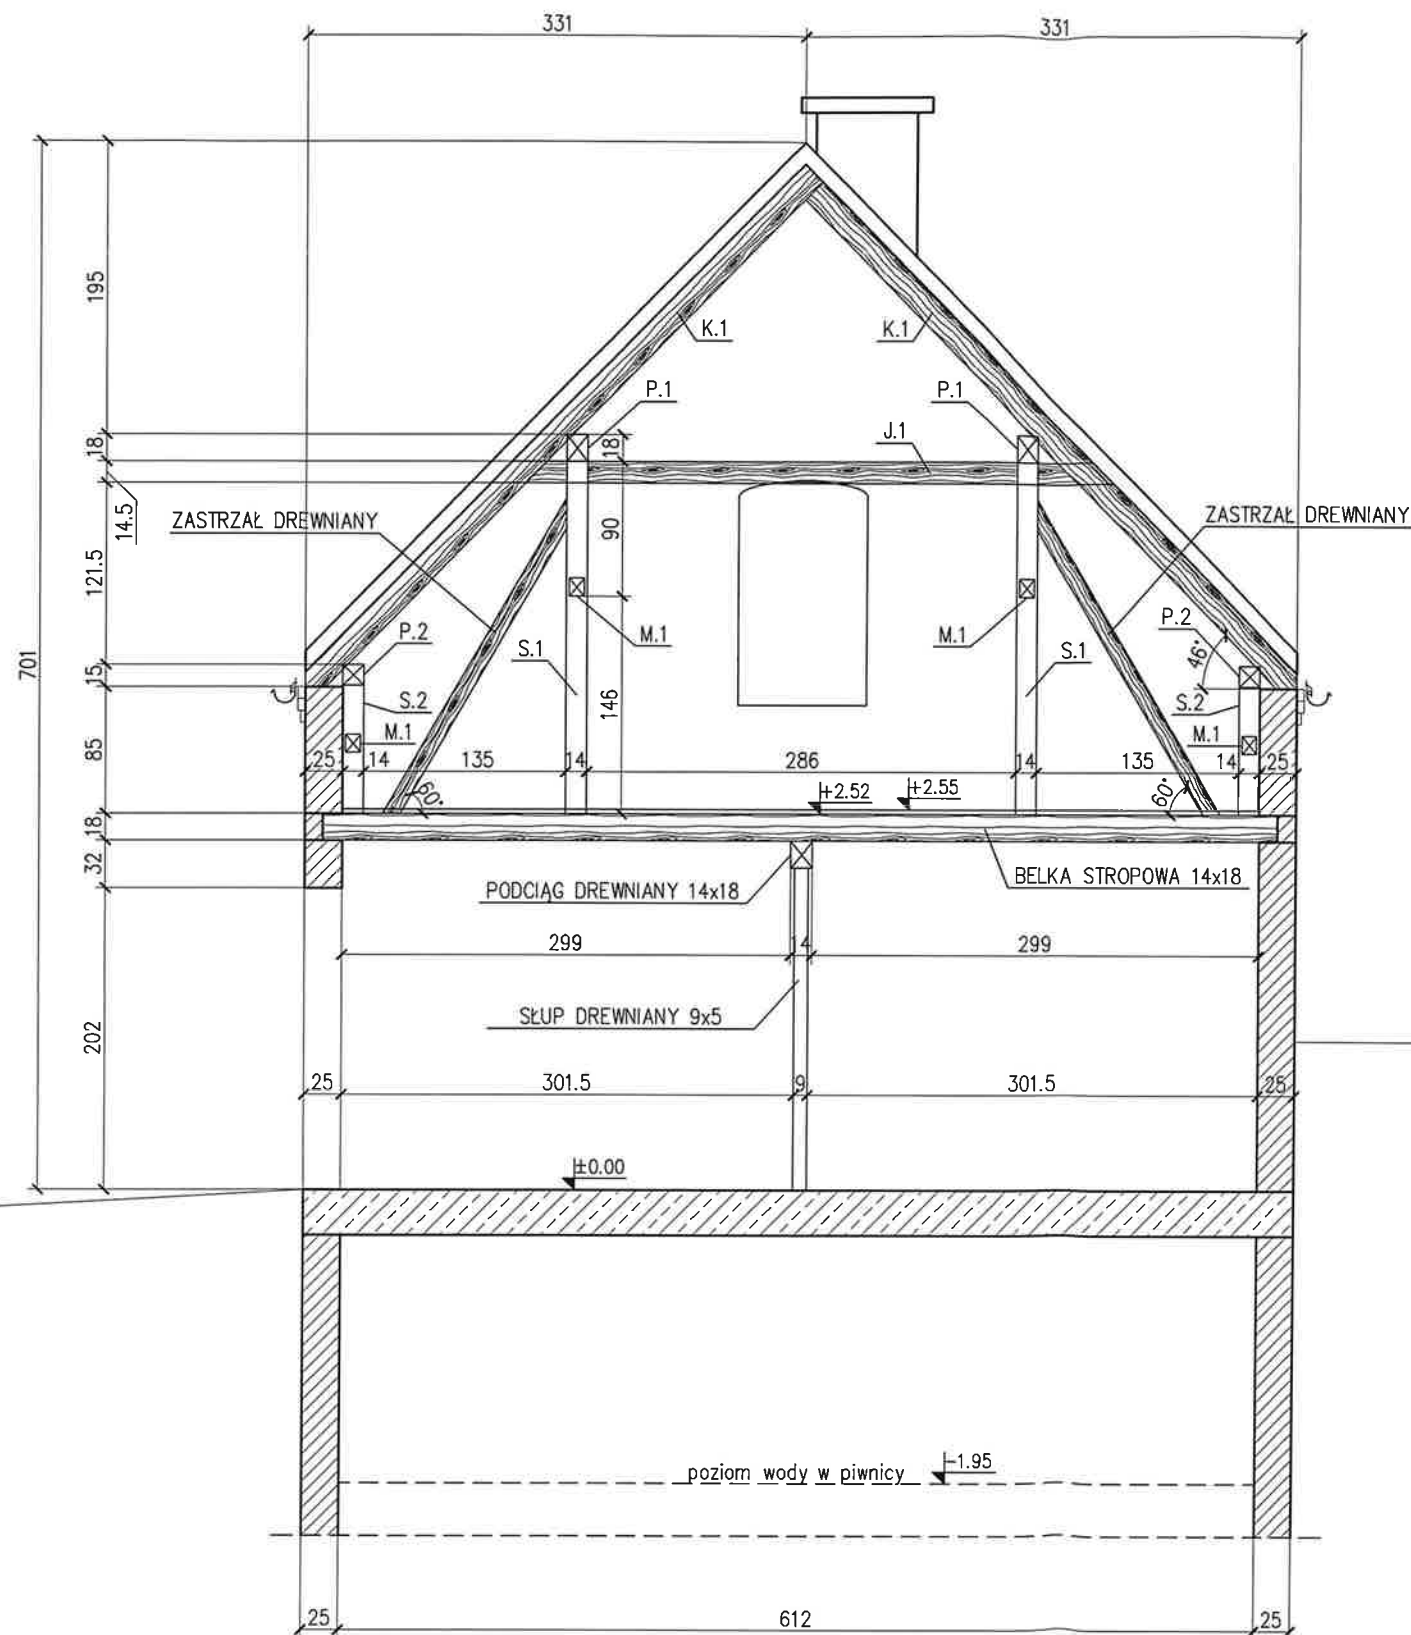 331
331
195
K.1
K.1
P.1
P.1
J.1
18
18
14.5
ZASTRZAŁ DREWNIANY
ZASTRZAŁ DREWNIANY
90
121.5
701
M.1
M.1
P.2
P.2
46°
S.1
S.1
15
S.2
S.2
146
M.1
M.1
85
25
14
135
14
286
14
135
14
25
60°
60°
+2.52
+2.55
18
32
PODCIĄG DREWNIANY 14x18
BELKA STROPOWA 14x18
299
14
299
SŁUP DREWNIANY 9x5
202
25
301.5
9
301.5
25
±0.00
poziom wody w piwnicy
-1.95
25
612
25